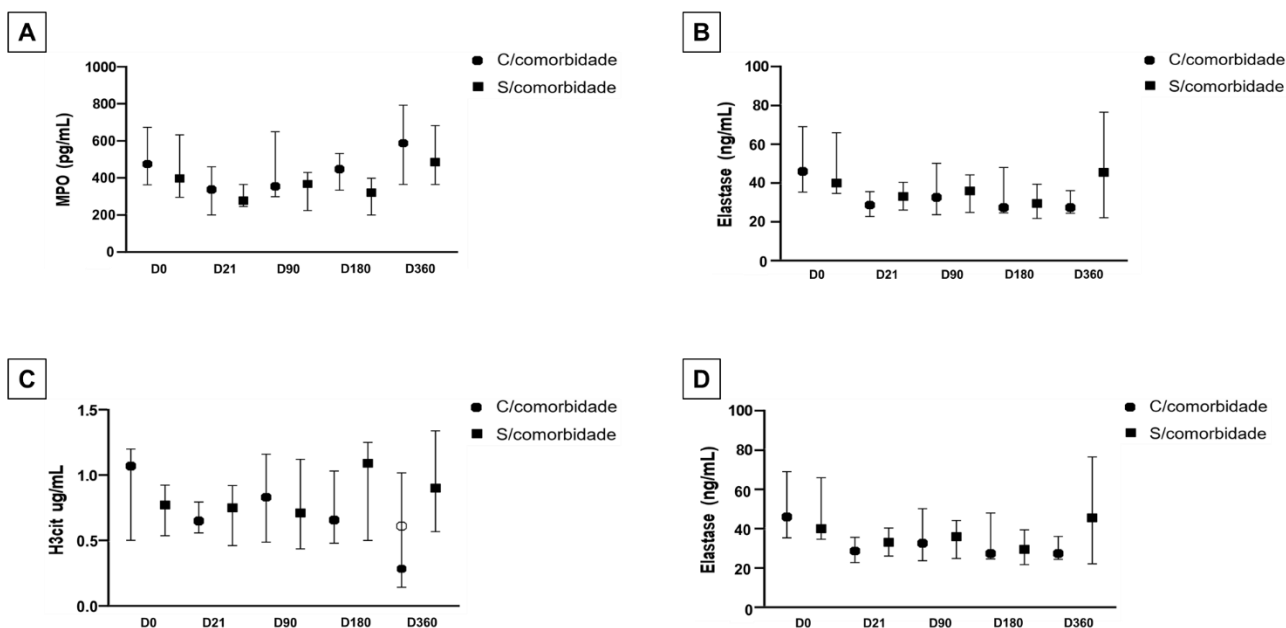 A
C/comorbidade
S/comorbidade
MPO (pg/mL)
1000
800
600
400
200
0
D0 D21 D90 D180 D360
B
C/comorbidade
S/comorbidade
Elastase (ng/mL)
100
80
60
40
20
0
D0 D21 D90 D180 D360
C
C/comorbidade
S/comorbidade
H3cit ug/mL
1.5
1.0
0.5
0.0
D0 D21 D90 D180 D360
D
C/comorbidade
S/comorbidade
Elastase (ng/mL)
100
80
60
40
20
0
D0 D21 D90 D180 D360